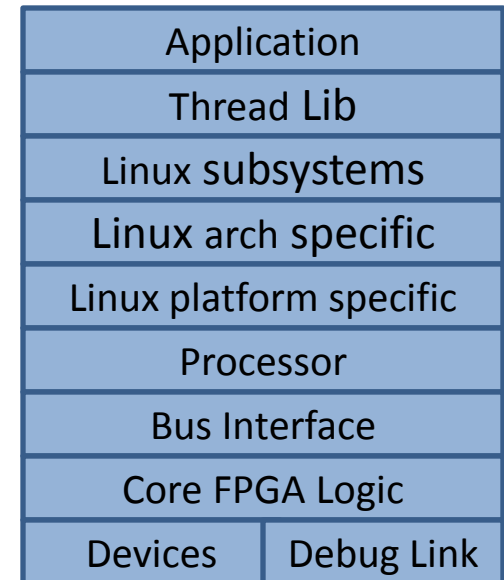 Application
Thread Lib
Linux subsystems
Linux arch specific
Linux platform specific
Processor
Bus Interface
Core FPGA Logic
Devices
Debug Link